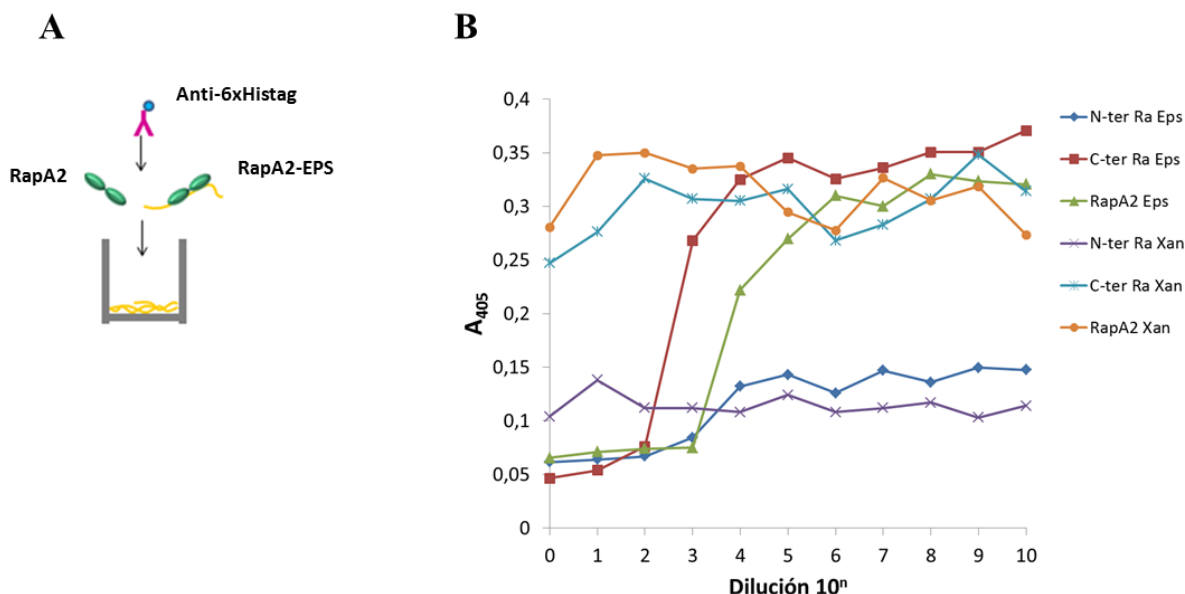 A
Anti-6xHistag
RapA2
RapA2-EPS
B
0,4
0,35
0,3
0,25
0,2
0,15
0,1
0,05
0
A405
0 1 2 3 4 5 6 7 8 9 10
Dilución 10ⁿ
N-ter Ra Eps
C-ter Ra Eps
RapA2 Eps
N-ter Ra Xan
C-ter Ra Xan
RapA2 Xan